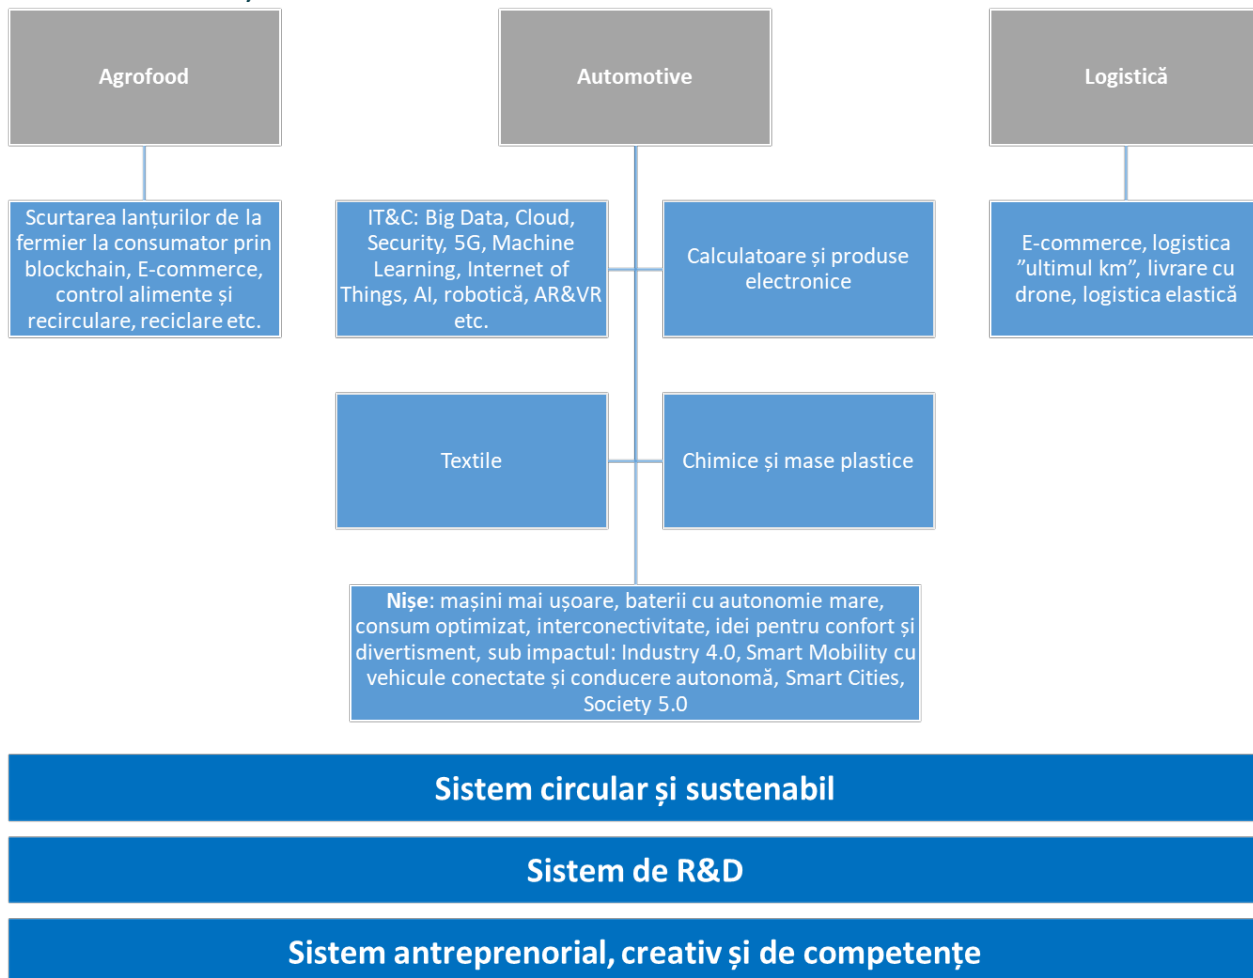 Agrofood
Automotive
Logistică
Scurtarea lanțurilor de la
fermier la consumator prin
blockchain, E-commerce,
control alimente și
recirculare, reciclare etc.
IT&C: Big Data, Cloud,
Security, 5G, Machine
Learning, Internet of
Things, AI, robotică, AR&VR
etc.
Calculatoare și produse
electronice
E-commerce, logistica
”ultimul km”, livrare cu
drone, logistica elastică
Textile
Chimice și mase plastice
Nișe: mașini mai ușoare, baterii cu autonomie mare,
consum optimizat, interconectivitate, idei pentru confort și
divertisment, sub impactul: Industry 4.0, Smart Mobility cu
vehicule conectate și conducere autonomă, Smart Cities,
Society 5.0
Sistem circular și sustenabil
Sistem de R&D
Sistem antreprenorial, creativ și de competențe